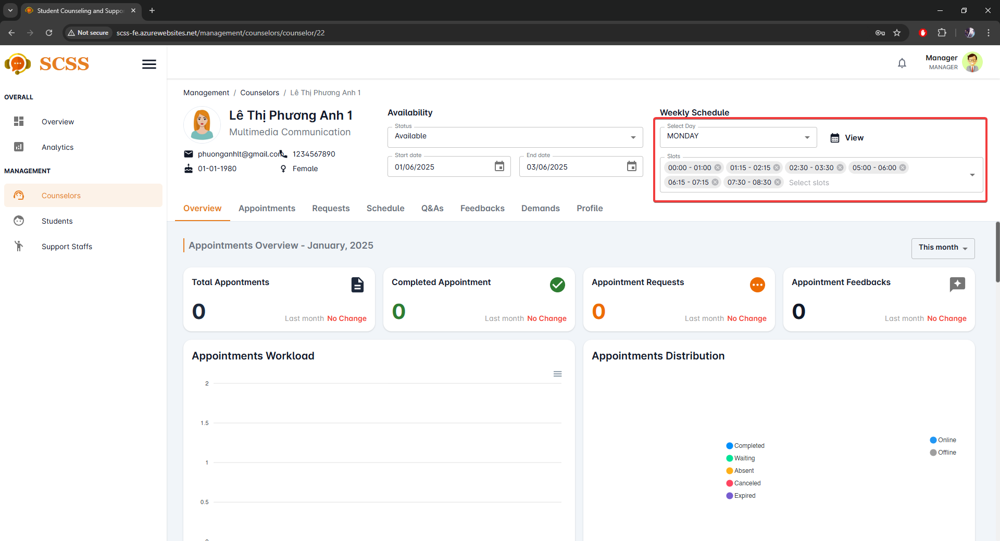 Student Counseling and Suppo
Not secure
scss-fe.azurewebsites.net/management/counselors/counselor/22
SCSS
Manager
MANAGER
OVERALL
Overview
Analytics
MANAGEMENT
Counselors
Students
Support Staffs
Management / Counselors / Lê Thị Phương Anh 1
Lê Thị Phương Anh 1
Multimedia Communication
phuonganhlt@gmail.com
1234567890
01-01-1980
Female
Availability
Status
Available
Start date
01/06/2025
End date
03/06/2025
Weekly Schedule
Select Day
MONDAY
View
Slots
00:00 - 01:00 01:15 - 02:15 02:30 - 03:30 05:00 - 06:00
06:15 - 07:15 07:30 - 08:30 Select slots
Overview Appointments Requests Schedule Q&As Feedbacks Demands Profile
Appointments Overview - January, 2025
This month
Total Appontments
0
Last month No Change
Completed Appointment
0
Last month No Change
Appointment Requests
0
Last month No Change
Appointment Feedbacks
0
Last month No Change
Appointments Workload
2
1.5
1
0.5
Appointments Distribution
Completed
Waiting
Absent
Canceled
Expired
Online
Offline